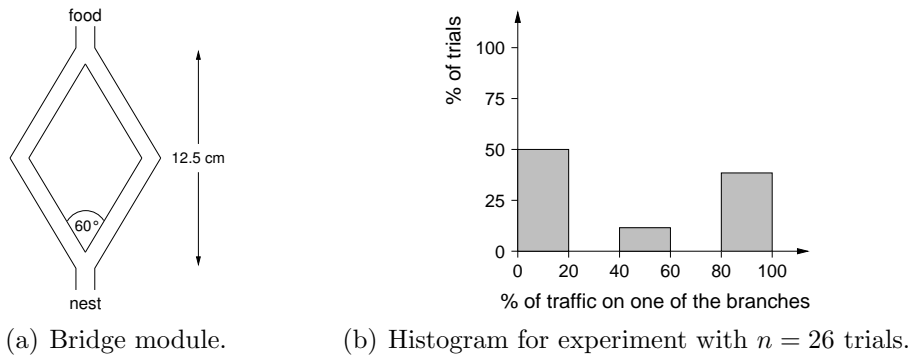 food
12.5 cm
60°
nest
(a) Bridge module.
% of trials
100
75
50
25
0
0 20 40 60 80 100
% of traffic on one of the branches
(b) Histogram for experiment with n = 26 trials.